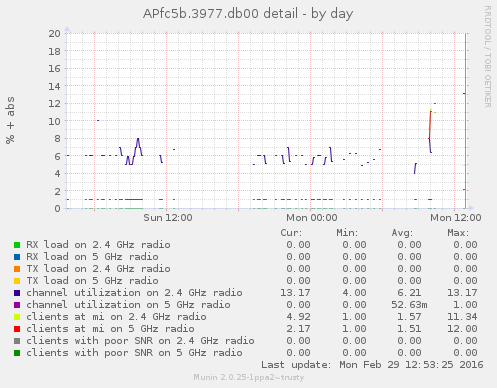 APfc5b.3977.db00 detail - by day
RRDTOOL / TOBI OETIKER
% + abs
20
18
16
14
12
10
8
6
4
2
0
Sun 12:00 Mon 00:00 Mon 12:00
Cur: Min: Avg: Max:
RX load on 2.4 GHz radio 0.00 0.00 0.00 0.00
RX load on 5 GHz radio 0.00 0.00 0.00 0.00
TX load on 2.4 GHz radio 0.00 0.00 0.00 0.00
TX load on 5 GHz radio 0.00 0.00 0.00 0.00
channel utilization on 2.4 GHz radio 13.17 4.00 6.21 13.17
channel utilization on 5 GHz radio 0.00 0.00 52.63m 1.00
clients at mi on 2.4 GHz radio 4.92 1.00 1.57 11.34
clients at mi on 5 GHz radio 2.17 1.00 1.51 12.00
clients with poor SNR on 2.4 GHz radio 0.00 0.00 0.00 0.00
clients with poor SNR on 5 GHz radio 0.00 0.00 0.00 0.00
Last update: Mon Feb 29 12:53:25 2016
Munin 2.0.25-1ppa2~trusty